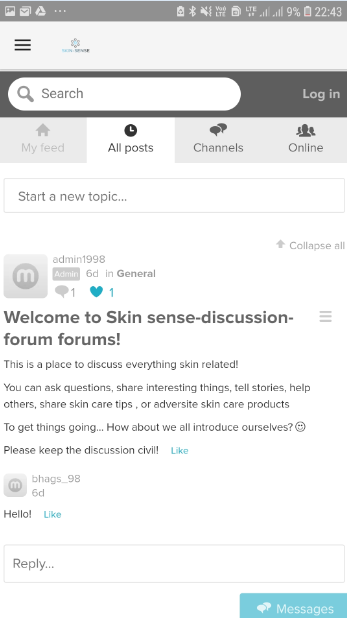 LTE 9% 22:43
SKIN SENSE
Search
Log in
My feed
All posts
Channels
Online
Start a new topic...
Collapse all
admin1998
Admin 6d in General
1 1
Welcome to Skin sense-discussion-
forum forums!
This is a place to discuss everything skin related!
You can ask questions, share interesting things, tell stories, help
others, share skin care tips , or adversite skin care products
To get things going... How about we all introduce ourselves?
Please keep the discussion civil! Like
bhags_98
6d
Hello! Like
Reply...
Messages